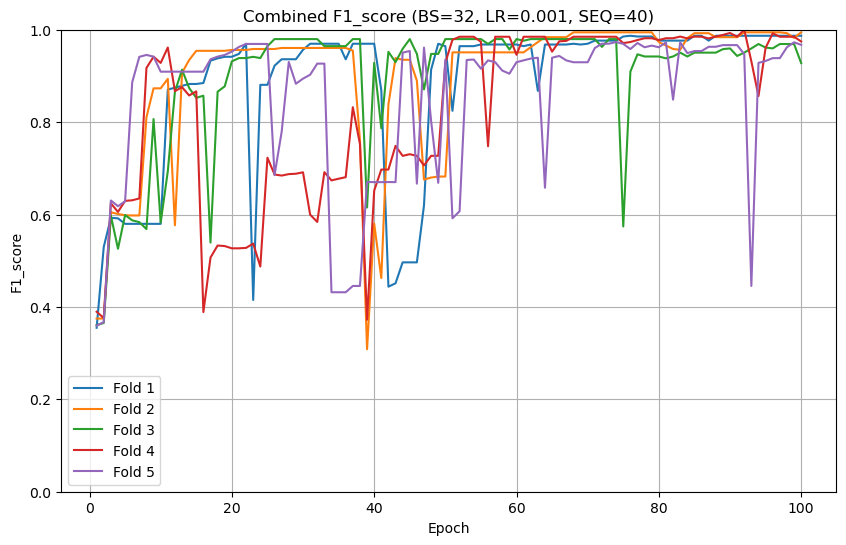 Combined F1_score (BS=32, LR=0.001, SEQ=40)
F1_score
1.0
0.8
0.6
0.4
0.2
0.0
Fold 1
Fold 2
Fold 3
Fold 4
Fold 5
0 20 40 60 80 100
Epoch